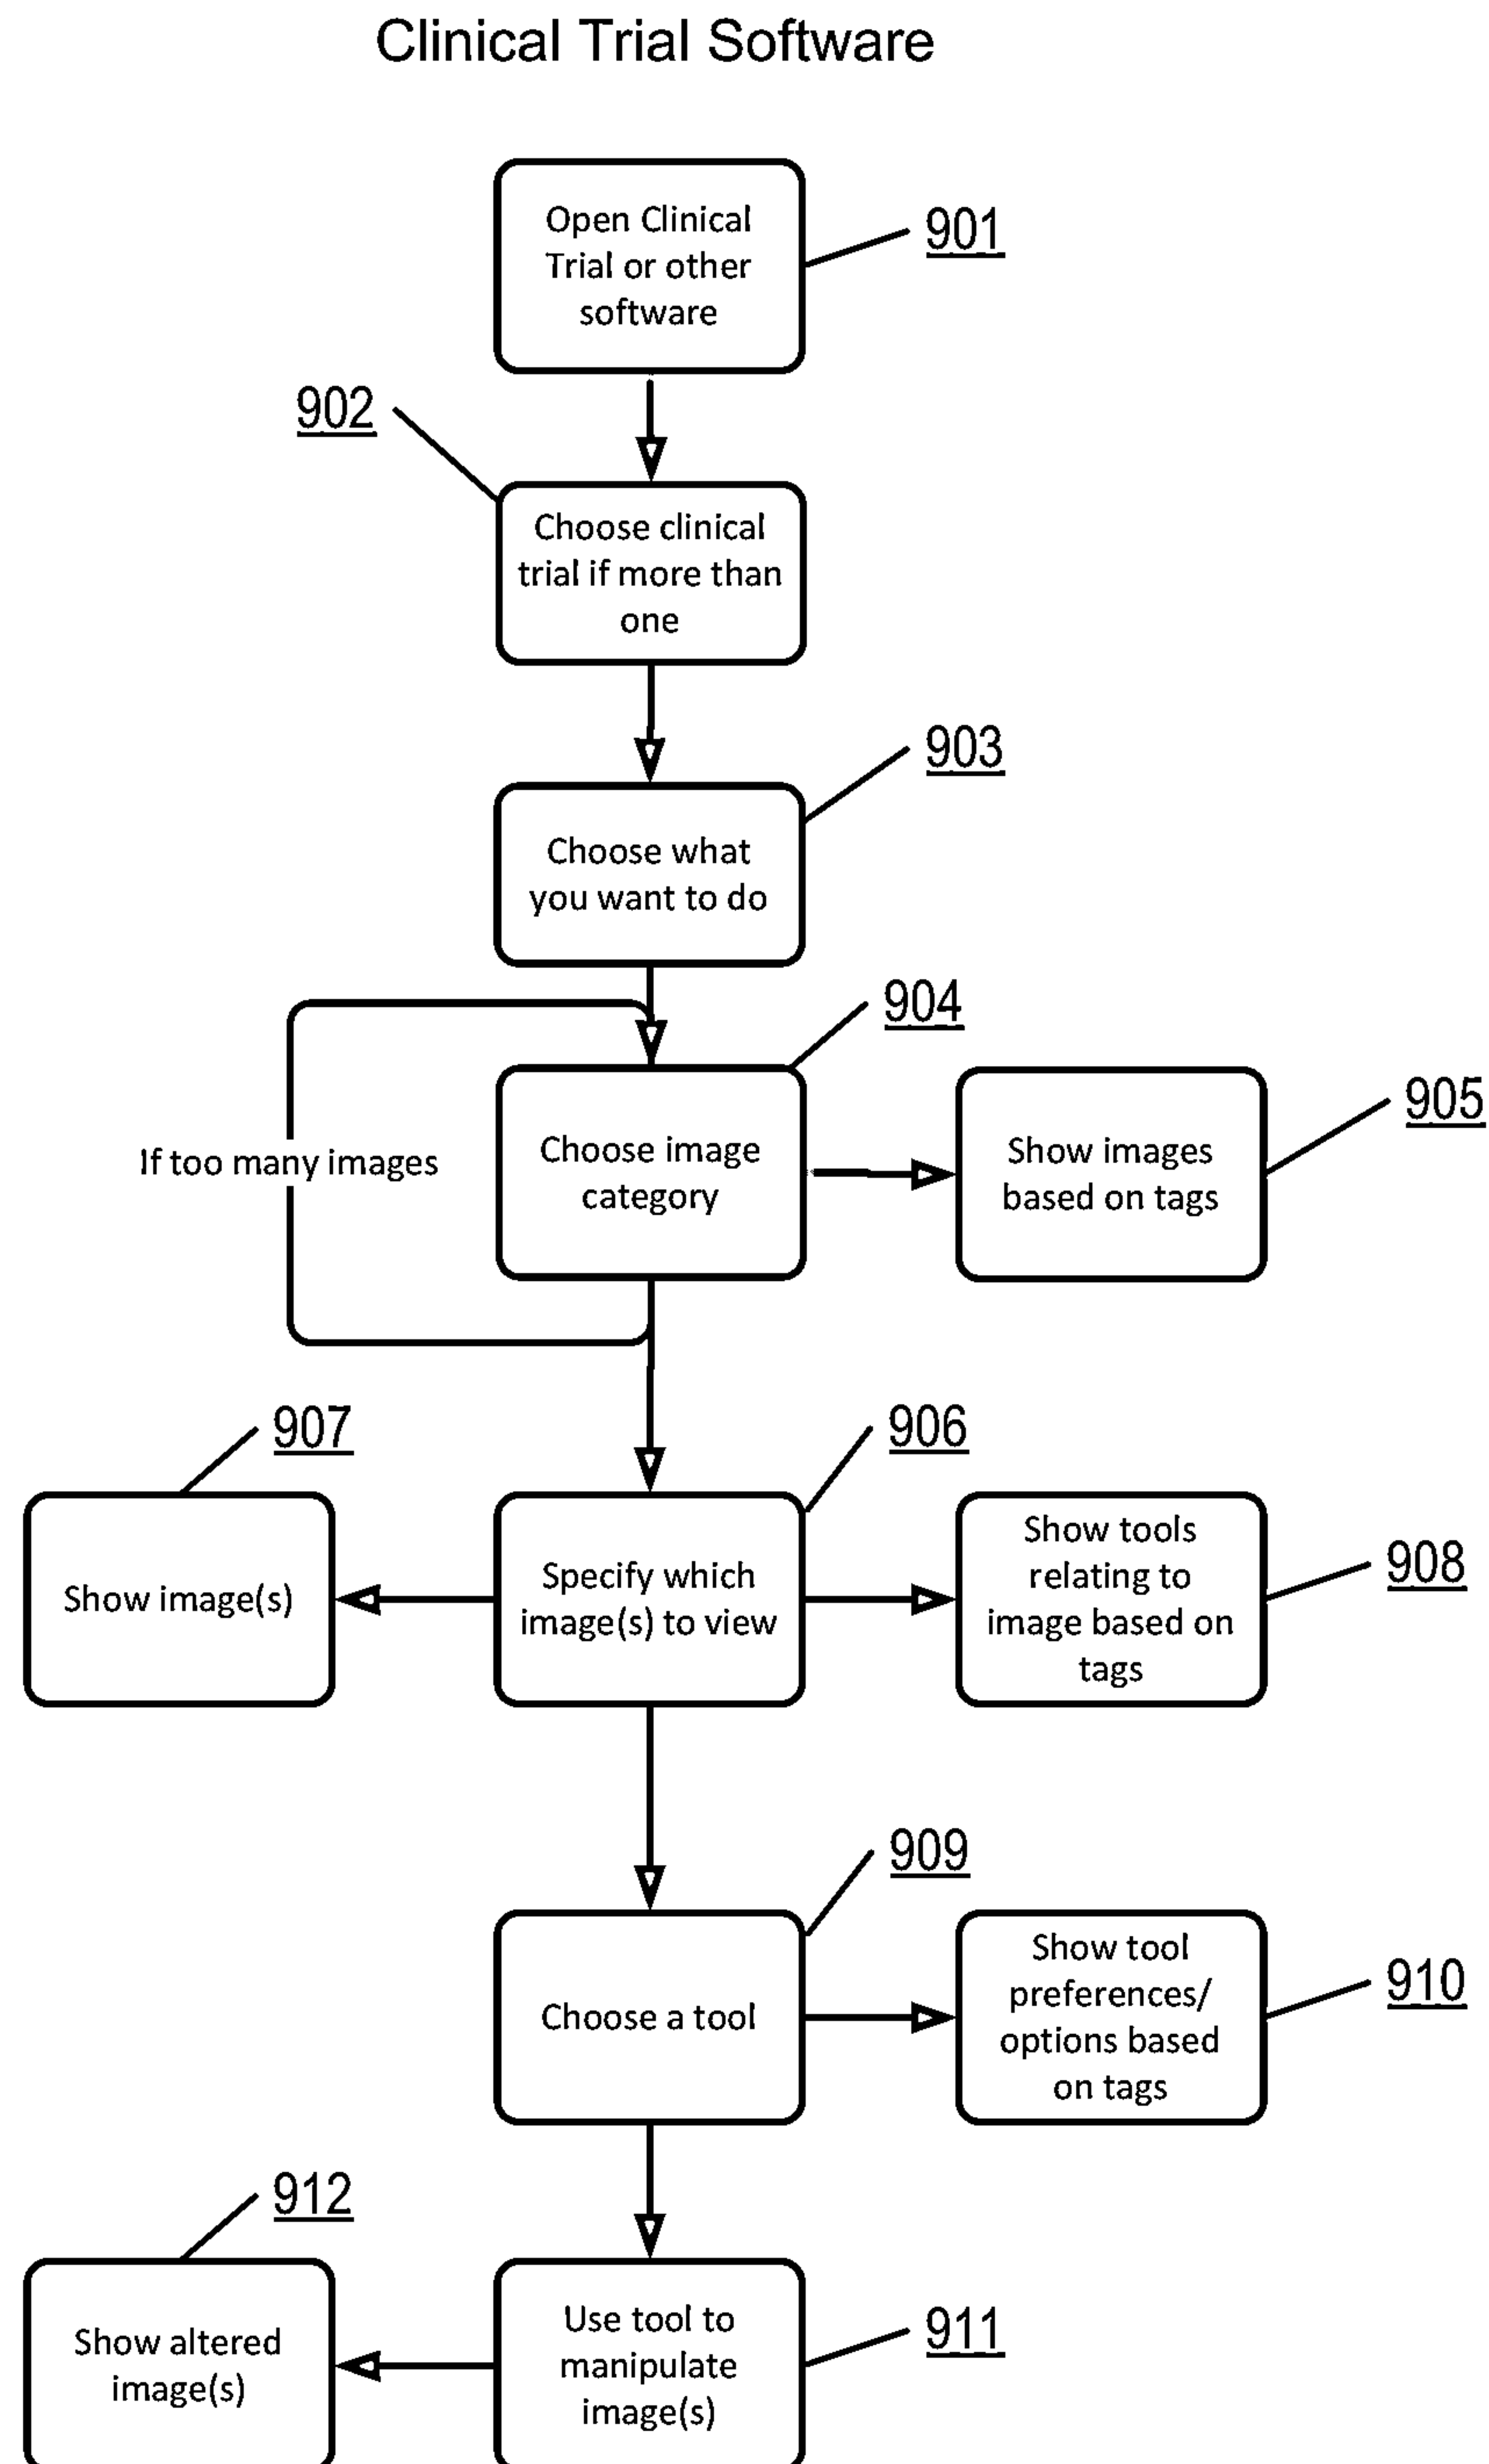 Clinical Trial Software
Open Clinical
Trial or other
software
901
902
Choose clinical
trial if more than
one
903
Choose what
you want to do
904
If too many images
Choose image
category
Show images
based on tags
905
907
906
Show image(s)
Specify which
image(s) to view
Show tools
relating to
image based on
tags
908
909
Choose a tool
Show tool
preferences/
options based
on tags
910
912
Show altered
image(s)
Use tool to
manipulate
image(s)
911